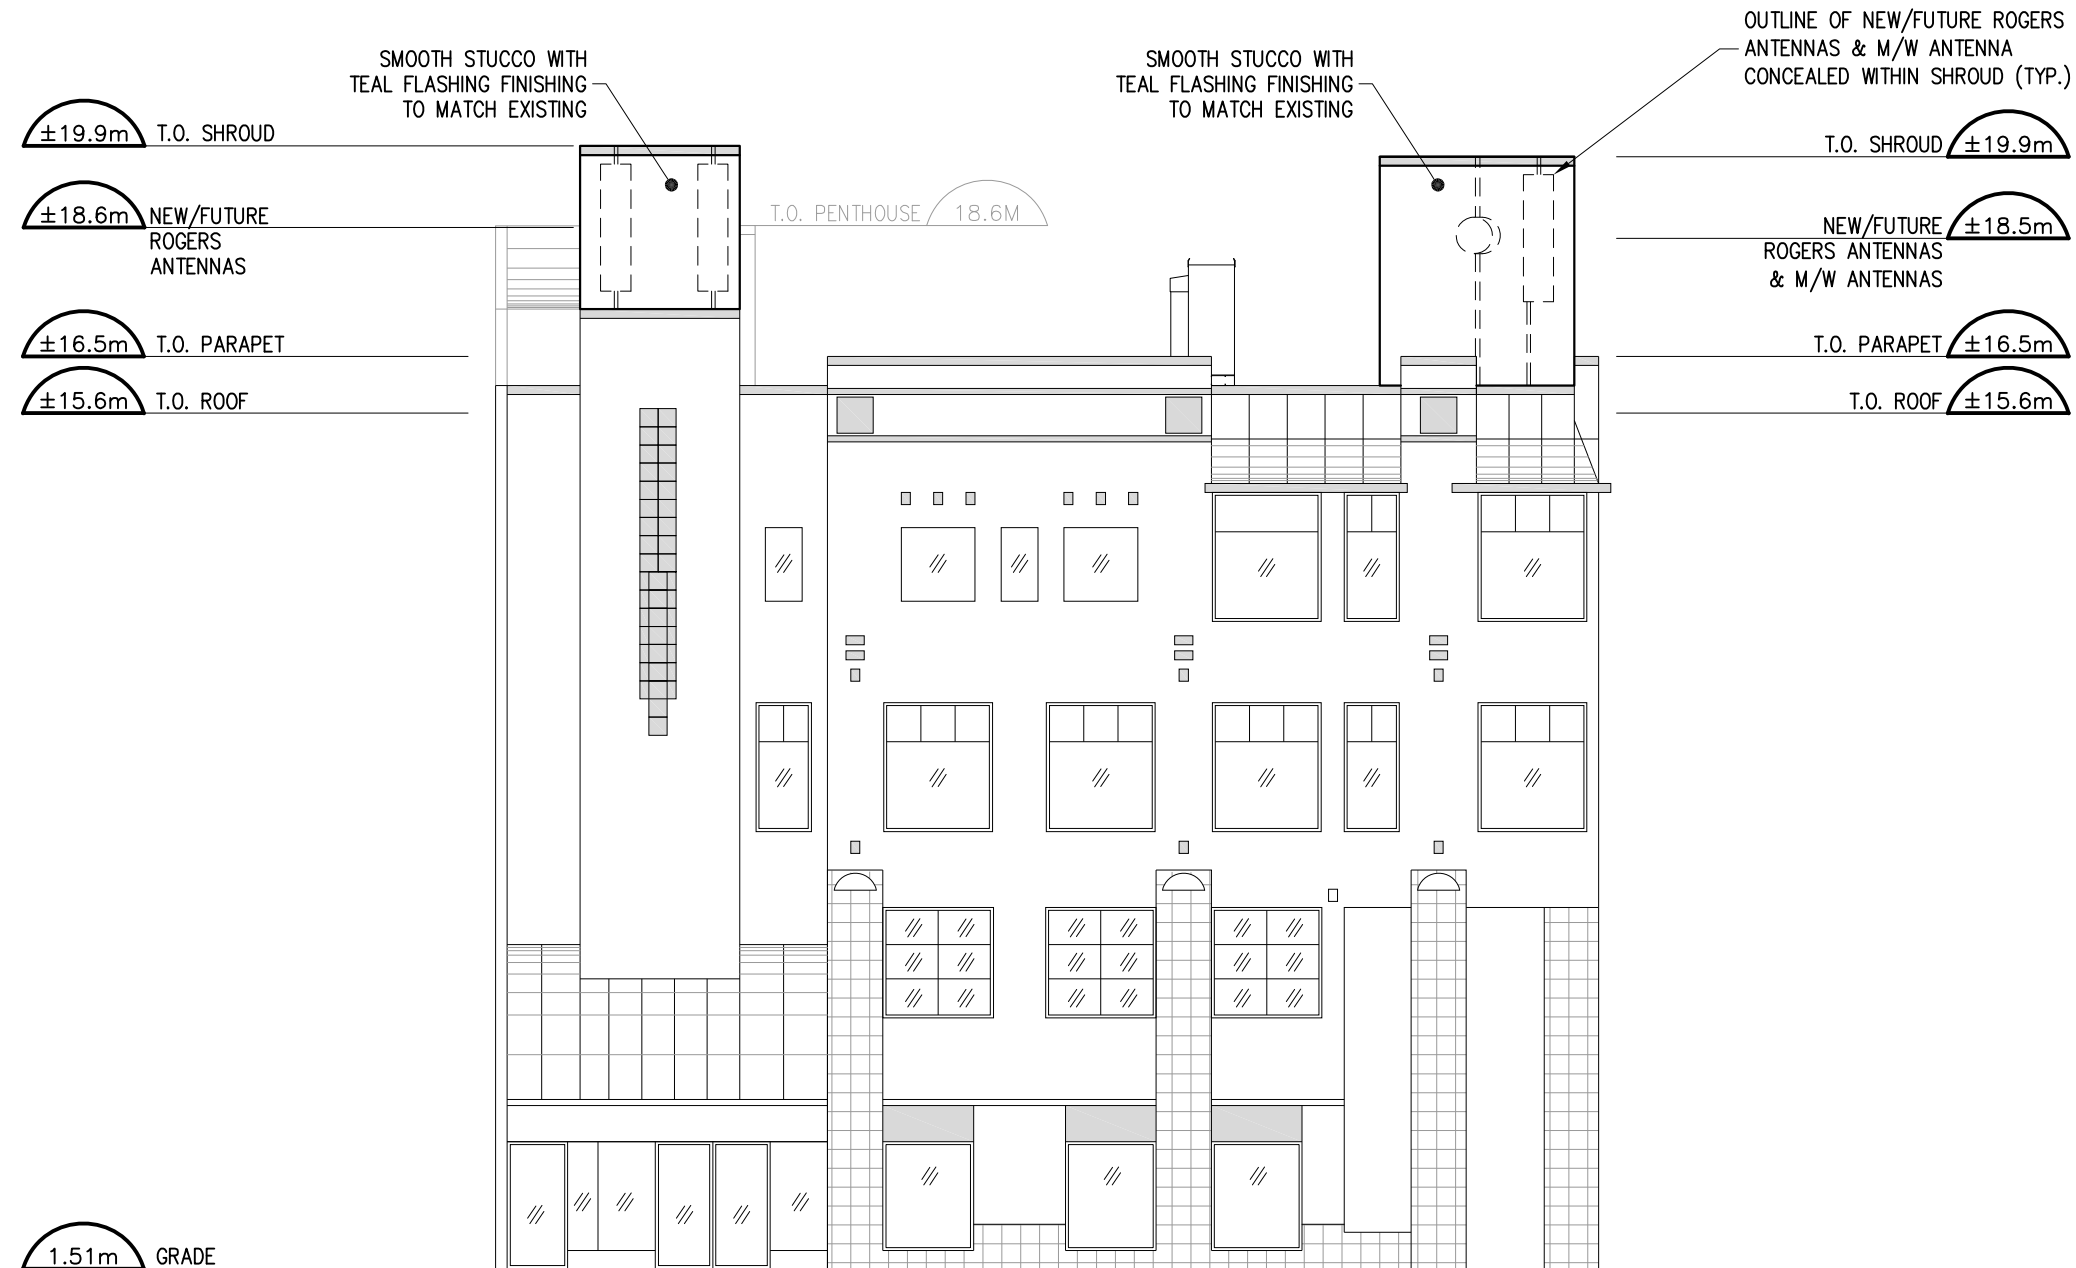 OUTLINE OF NEW/FUTURE ROGERS
ANTENNAS & M/W ANTENNA
CONCEALED WITHIN SHROUD (TYP.)
SMOOTH STUCCO WITH
TEAL FLASHING FINISHING
TO MATCH EXISTING
SMOOTH STUCCO WITH
TEAL FLASHING FINISHING
TO MATCH EXISTING
±19.9m T.O. SHROUD
±18.6m NEW/FUTURE
ROGERS
ANTENNAS
±16.5m T.O. PARAPET
±15.6m T.O. ROOF
T.O. PENTHOUSE 18.6M
T.O. SHROUD ±19.9m
NEW/FUTURE ±18.5m
ROGERS ANTENNAS
& M/W ANTENNAS
T.O. PARAPET ±16.5m
T.O. ROOF ±15.6m
1.51m GRADE